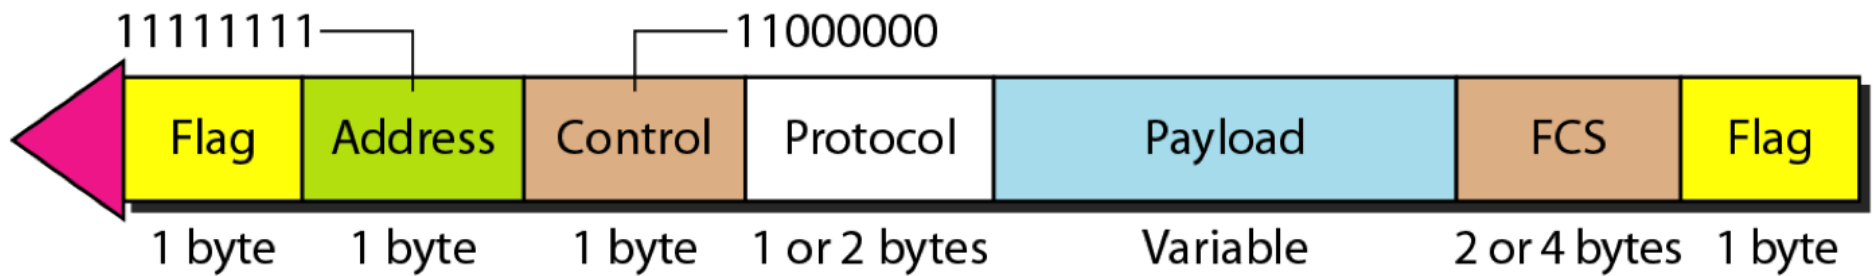 11111111 11000000
Flag Address Control Protocol Payload FCS Flag
1 byte 1 byte 1 byte 1 or 2 bytes Variable 2 or 4 bytes 1 byte